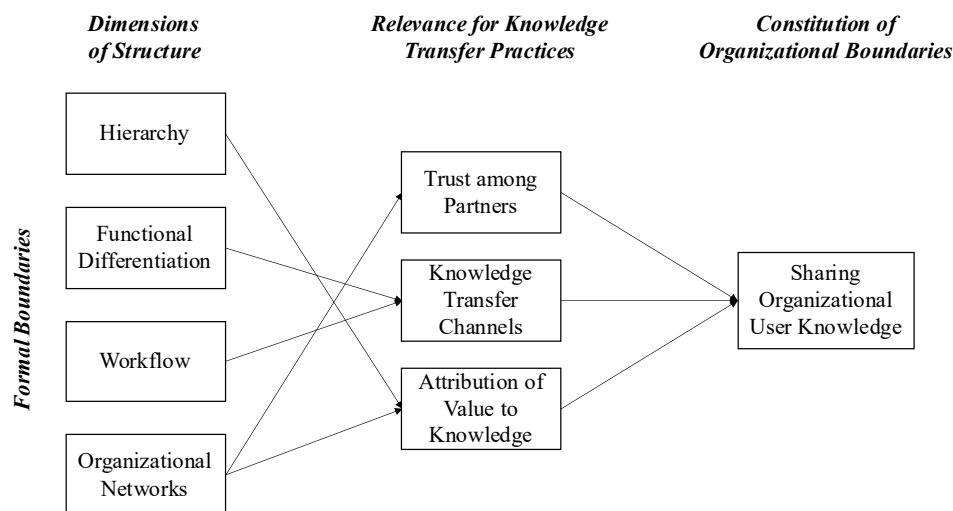 Dimensions
of Structure
Relevance for Knowledge
Transfer Practices
Constitution of
Organizational Boundaries
Formal Boundaries
Hierarchy
Functional
Differentiation
Workflow
Organizational
Networks
Trust among
Partners
Knowledge
Transfer
Channels
Attribution of
Value to
Knowledge
Sharing
Organizational
User Knowledge